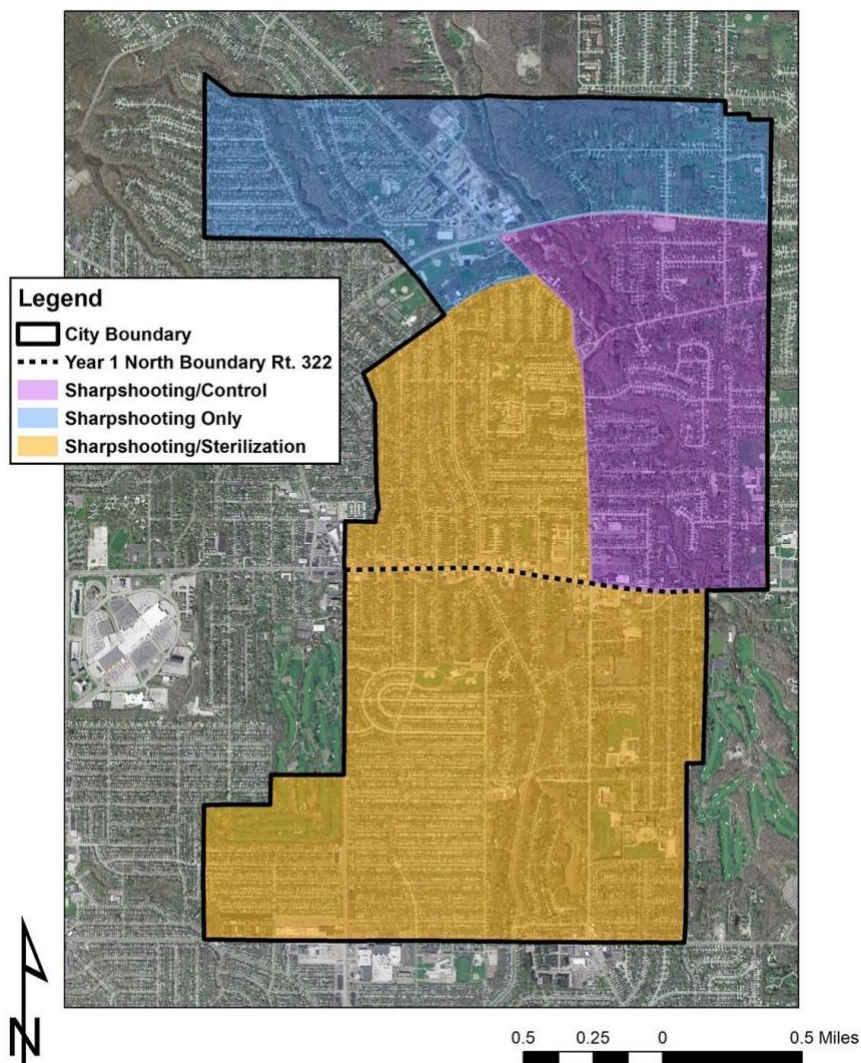 Legend
City Boundary
Year 1 North Boundary Rt. 322
Sharpshooting/Control
Sharpshooting Only
Sharpshooting/Sterilization
N
0.5 0.25 0 0.5 Miles